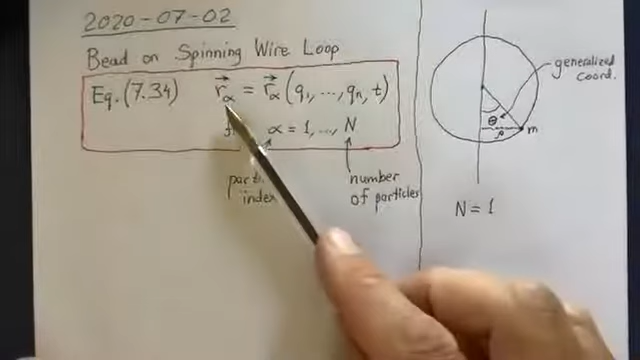 2020-07-02
Bead on Spinning Wire Loop
Eq. (7.34) r⃗α = r⃗α (q₁, ..., qₙ, t)
α = 1, ..., N
index
number
of particles
generalized
coord.
θ
ρ
m
N = 1